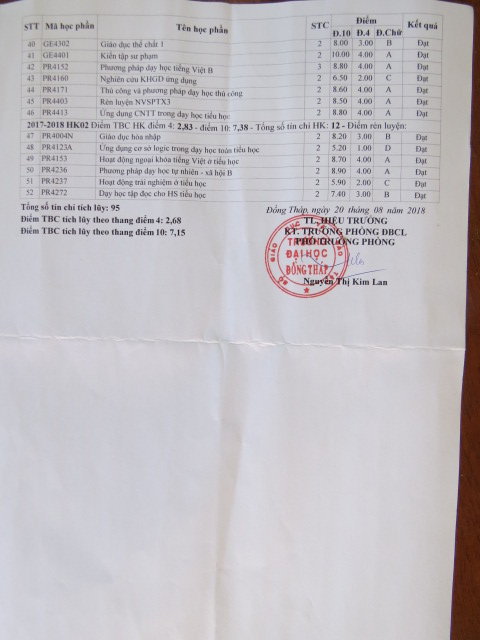 STT Mã học phần Tên học phần STC Điểm Kết quả
Đ.10 Đ.4 Đ.Chữ
40 GE4302 Giáo dục thể chất 1 2 8.00 3.00 B Đạt
41 GE4401 Kiến tập sư phạm 2 10.00 4.00 A Đạt
42 PR4152 Phương pháp dạy học tiếng Việt B 3 8.80 4.00 A Đạt
43 PR4160 Nghiên cứu KHGD ứng dụng 2 6.50 2.00 C Đạt
44 PR4171 Thủ công và phương pháp dạy học thủ công 2 8.60 4.00 A Đạt
45 PR4403 Rèn luyện NVSPTX3 2 8.50 4.00 A Đạt
46 PR4413 Ứng dụng CNTT trong dạy học tiểu học 2 8.80 4.00 A Đạt
2017-2018 HK02 Điểm TBC HK điểm 4: 2,83 - điểm 10: 7,38 - Tổng số tín chỉ HK: 12 - Điểm rèn luyện:
47 PR4004N Giáo dục hòa nhập 2 8.20 3.00 B Đạt
48 PR4123A Ứng dụng cơ sở logic trong dạy học toán tiểu học 2 5.20 1.00 D Đạt
49 PR4153 Hoạt động ngoại khóa tiếng Việt ở tiểu học 2 8.70 4.00 A Đạt
50 PR4236 Phương pháp dạy học tự nhiên - xã hội B 2 8.90 4.00 A Đạt
51 PR4237 Hoạt động trải nghiệm ở tiểu học 2 5.90 2.00 C Đạt
52 PR4272 Dạy học tập đọc cho HS tiểu học 2 7.40 3.00 B Đạt
Tổng số tín chỉ tích lũy: 95
Điểm TBC tích lũy theo thang điểm 4: 2,68
Điểm TBC tích lũy theo thang điểm 10: 7,15
Đồng Tháp, ngày 20 tháng 08 năm 2018
TL. HIỆU TRƯỞNG
KT. TRƯỞNG PHÒNG ĐBCL
PHÓ TRƯỞNG PHÒNG
BỘ GIÁO DỤC VÀ ĐÀO TẠO
TRƯỜNG
ĐẠI HỌC
ĐỒNG THÁP
Nguyễn Thị Kim Lan